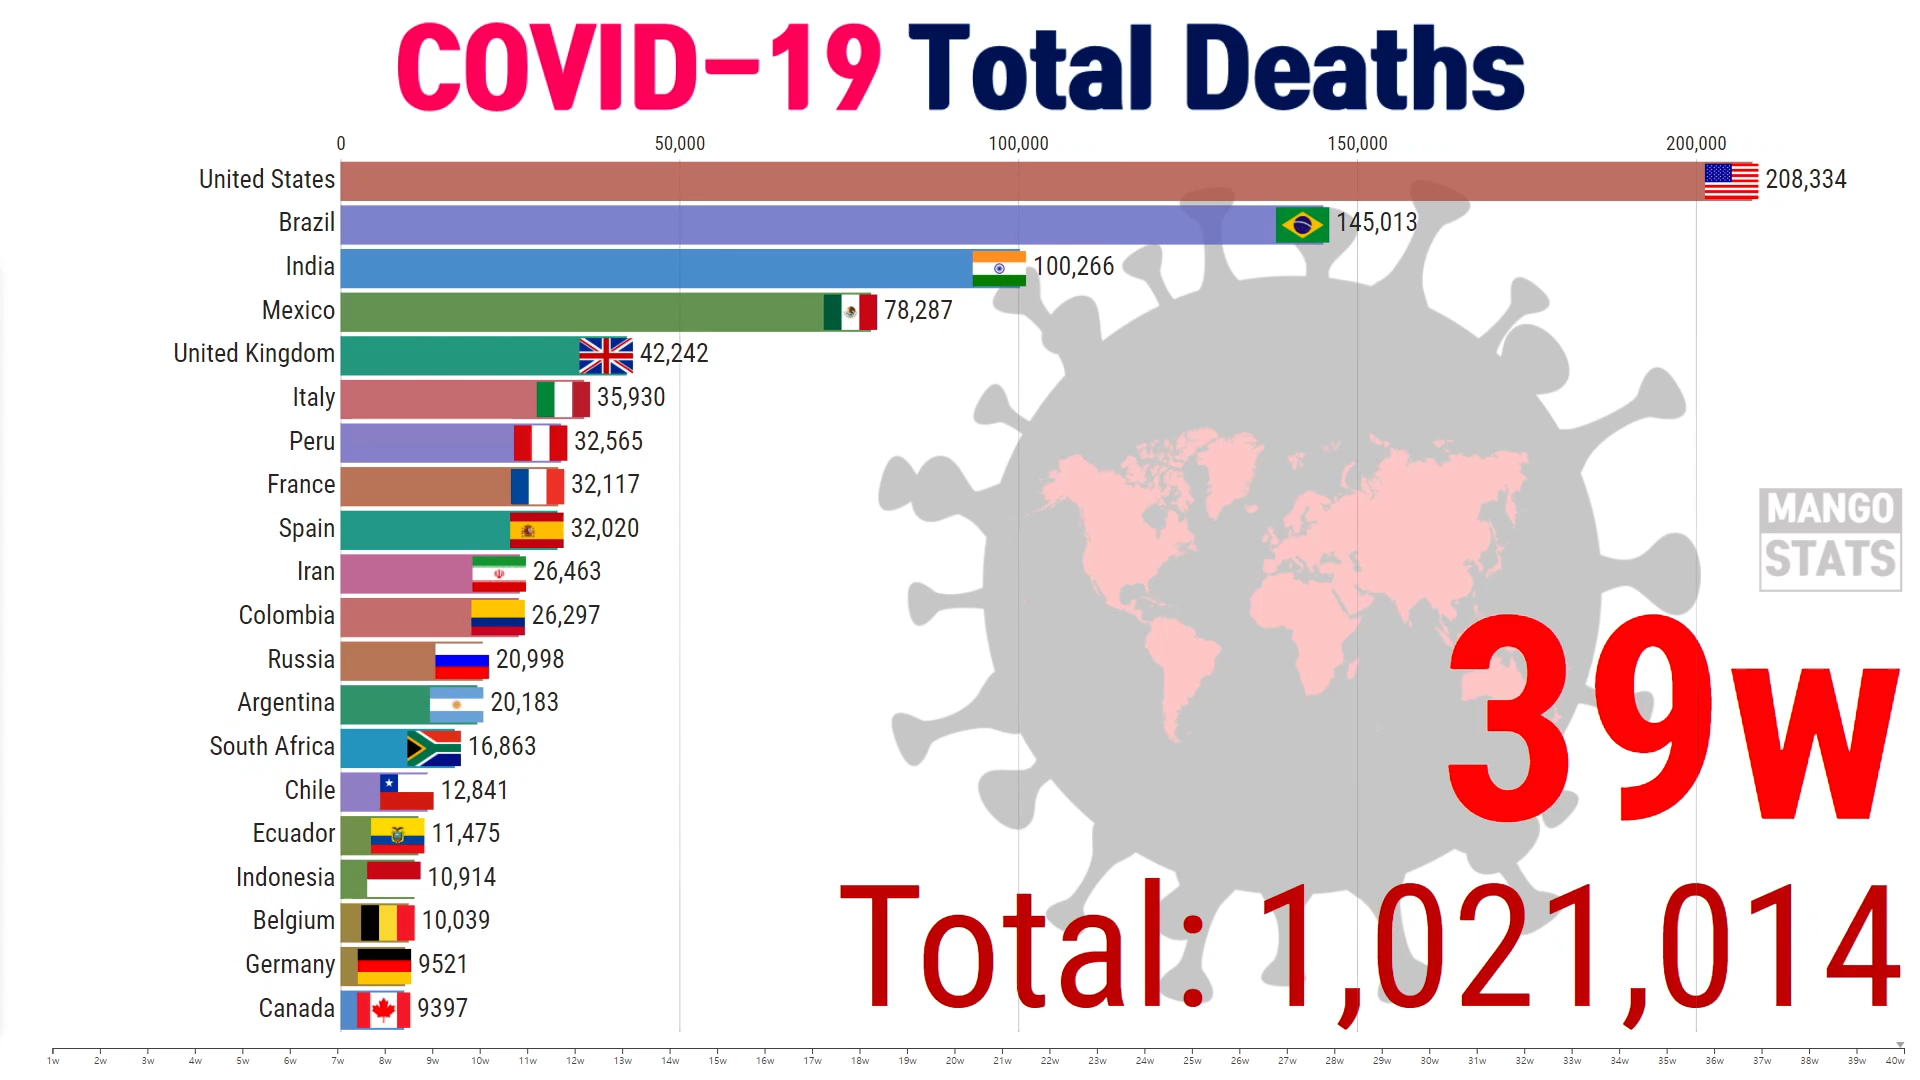 COVID-19 Total Deaths
0 50,000 100,000 150,000 200,000
United States 208,334
Brazil 145,013
India 100,266
Mexico 78,287
United Kingdom 42,242
Italy 35,930
Peru 32,565
France 32,117
Spain 32,020
Iran 26,463
Colombia 26,297
Russia 20,998
Argentina 20,183
South Africa 16,863
Chile 12,841
Ecuador 11,475
Indonesia 10,914
Belgium 10,039
Germany 9521
Canada 9397
MANGO
STATS
39w
Total: 1,021,014
1w 2w 3w 4w 5w 6w 7w 8w 9w 10w 11w 12w 13w 14w 15w 16w 17w 18w 19w 20w 21w 22w 23w 24w 25w 26w 27w 28w 29w 30w 31w 32w 33w 34w 35w 36w 37w 38w 39w 40w